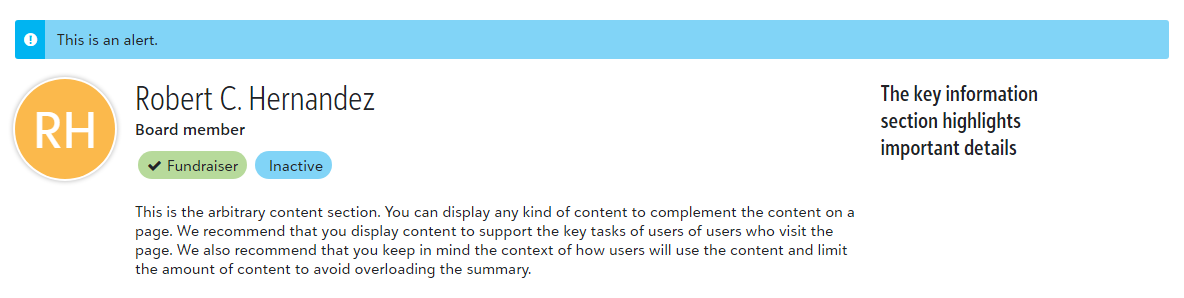 This is an alert.
RH
Robert C. Hernandez
Board member
Fundraiser
Inactive
This is the arbitrary content section. You can display any kind of content to complement the content on a
page. We recommend that you display content to support the key tasks of users of users who visit the
page. We also recommend that you keep in mind the context of how users will use the content and limit
the amount of content to avoid overloading the summary.
The key information
section highlights
important details